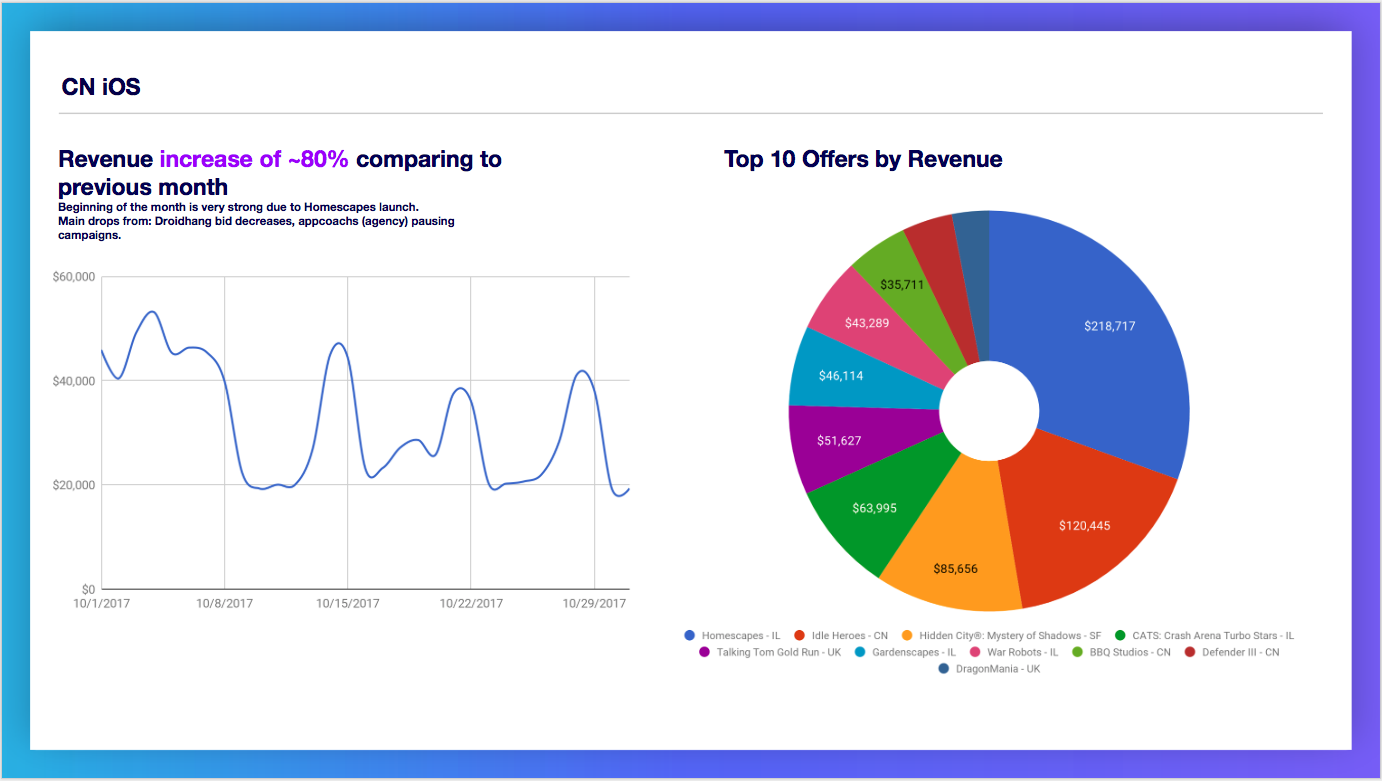 CN iOS
Revenue increase of ~80% comparing to
previous month
Beginning of the month is very strong due to Homescapes launch.
Main drops from: Droidhang bid decreases, appcoachs (agency) pausing
campaigns.
$60,000
$40,000
$20,000
$0
10/1/2017 10/8/2017 10/15/2017 10/22/2017 10/29/2017
Top 10 Offers by Revenue
$218,717
$120,445
$85,656
$63,995
$51,627
$46,114
$43,289
$35,711
Homescapes - IL Idle Heroes - CN Hidden City®: Mystery of Shadows - SF CATS: Crash Arena Turbo Stars - IL
Talking Tom Gold Run - UK Gardenscapes - IL War Robots - IL BBQ Studios - CN Defender III - CN
DragonMania - UK